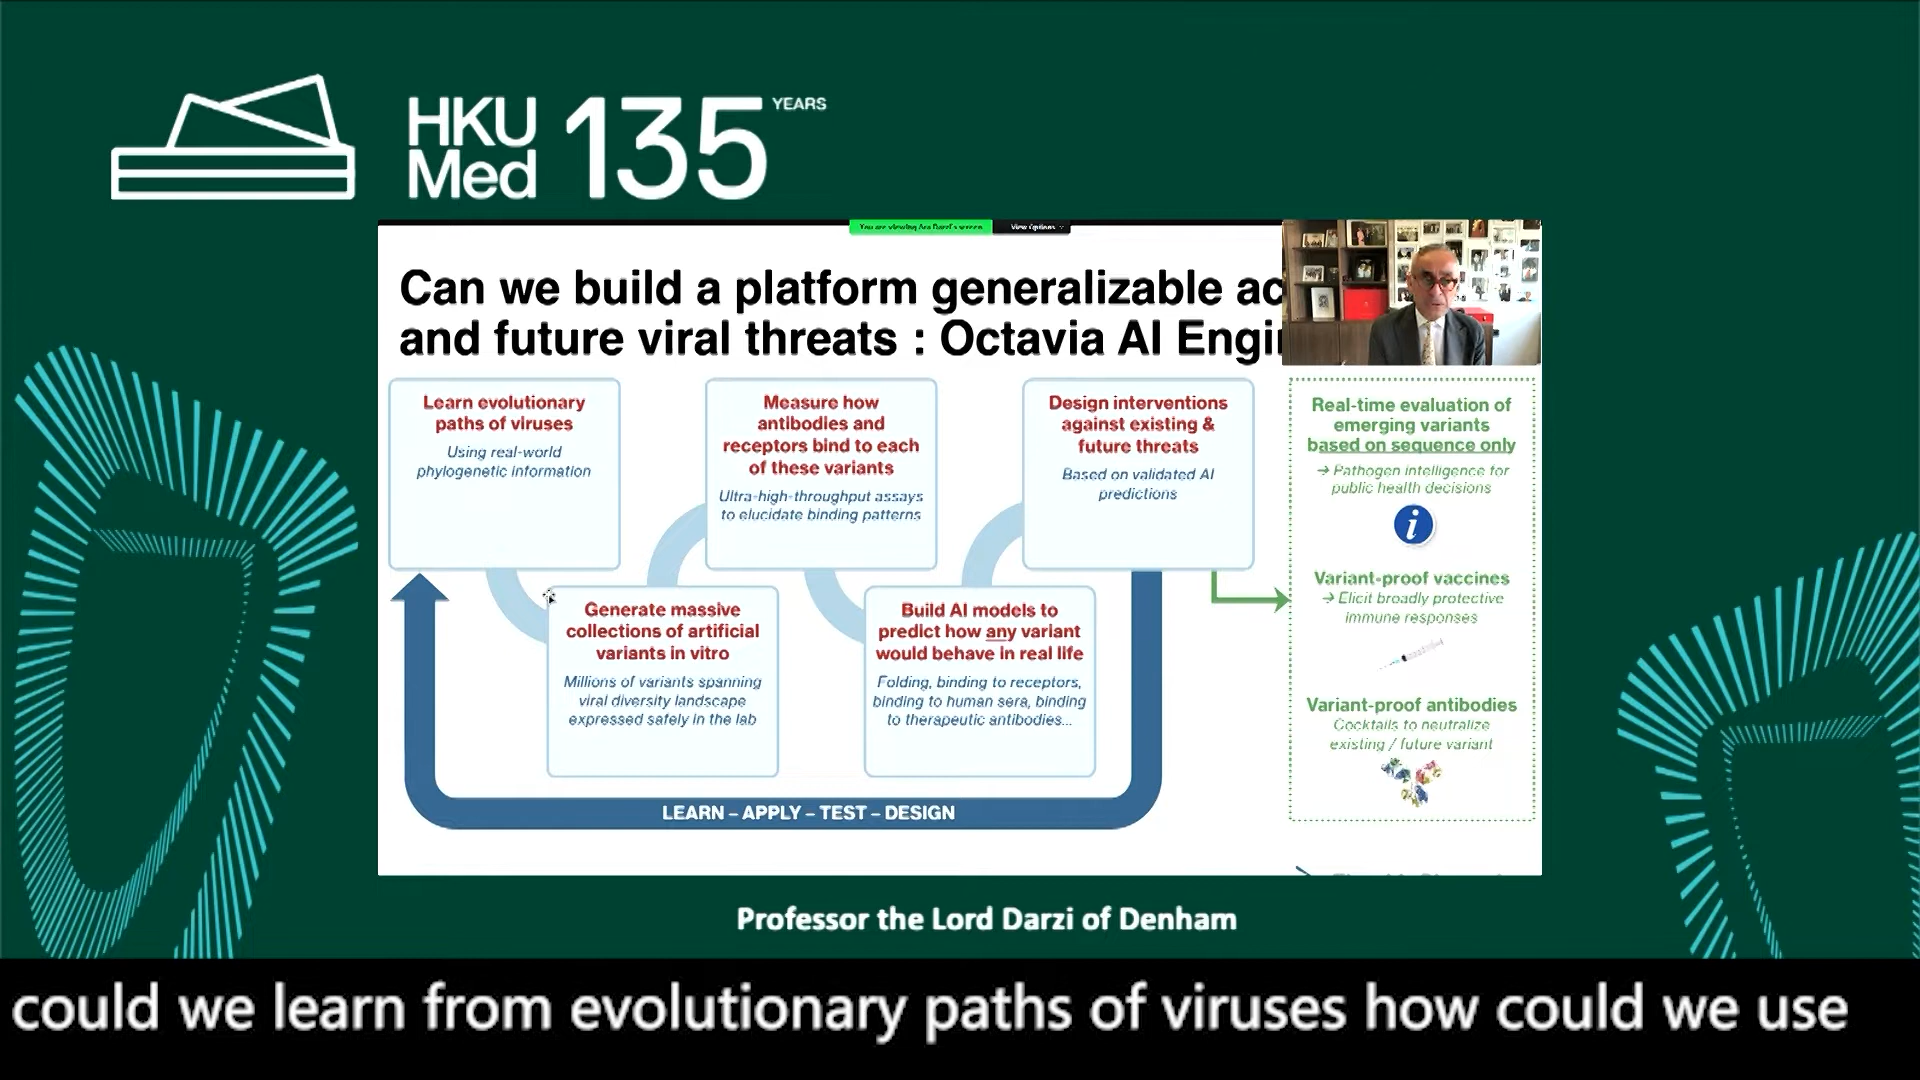 HKU
Med
135
YEARS
You are viewing Ara Darzi's screen
View Options
Can we build a platform generalizable ac
and future viral threats : Octavia AI Engi
Learn evolutionary
paths of viruses
Using real-world
phylogenetic information
Measure how
antibodies and
receptors bind to each
of these variants
Ultra-high-throughput assays
to elucidate binding patterns
Design interventions
against existing &
future threats
Based on validated AI
predictions
Generate massive
collections of artificial
variants in vitro
Millions of variants spanning
viral diversity landscape
expressed safely in the lab
Build AI models to
predict how any variant
would behave in real life
Folding, binding to receptors,
binding to human sera, binding
to therapeutic antibodies...
LEARN – APPLY – TEST – DESIGN
Real-time evaluation of
emerging variants
based on sequence only
→ Pathogen intelligence for
public health decisions
i
Variant-proof vaccines
→ Elicit broadly protective
immune responses
Variant-proof antibodies
Cocktails to neutralize
existing / future variant
Professor the Lord Darzi of Denham
could we learn from evolutionary paths of viruses how could we use